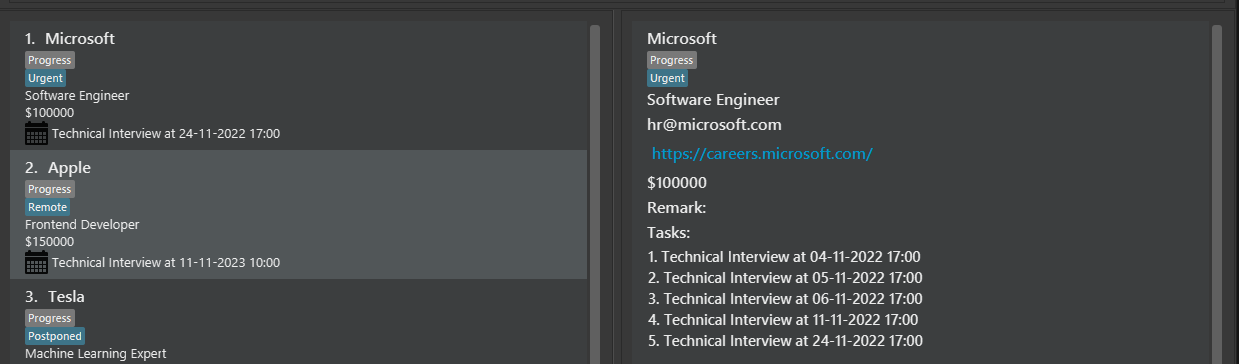 1. Microsoft
Progress
Urgent
Software Engineer
$100000
Technical Interview at 24-11-2022 17:00
2. Apple
Progress
Remote
Frontend Developer
$150000
Technical Interview at 11-11-2023 10:00
3. Tesla
Progress
Postponed
Machine Learning Expert
Microsoft
Progress
Urgent
Software Engineer
hr@microsoft.com
https://careers.microsoft.com/
$100000
Remark:
Tasks:
1. Technical Interview at 04-11-2022 17:00
2. Technical Interview at 05-11-2022 17:00
3. Technical Interview at 06-11-2022 17:00
4. Technical Interview at 11-11-2022 17:00
5. Technical Interview at 24-11-2022 17:00